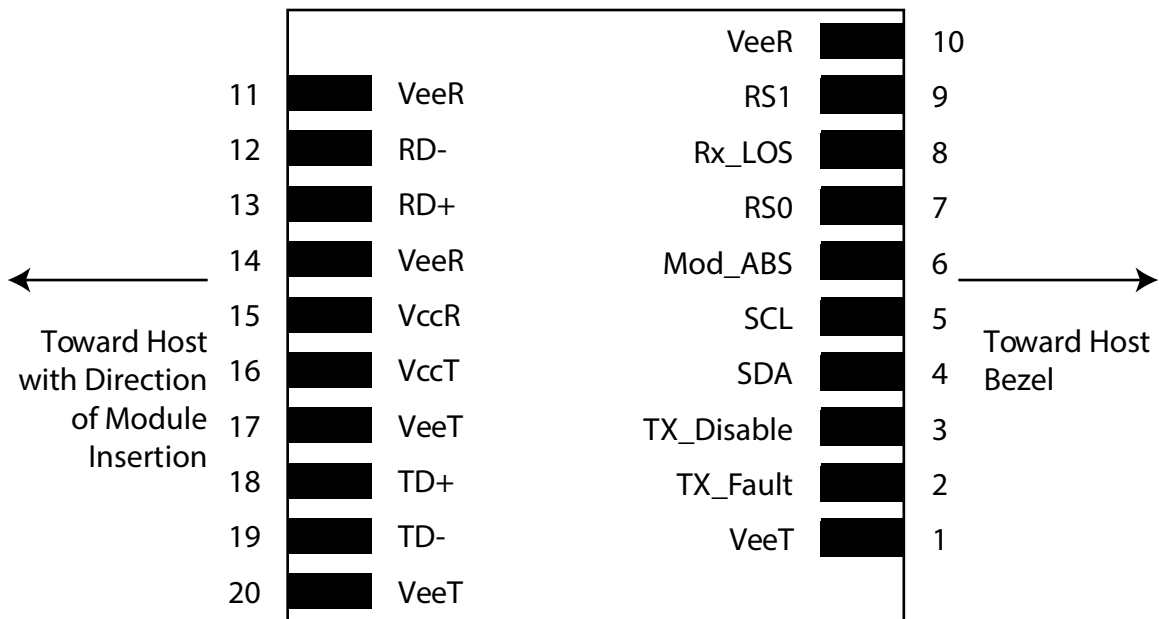 VeeR 10
11 VeeR
RS1 9
12 RD-
Rx_LOS 8
13 RD+
RS0 7
14 VeeR
Mod_ABS 6
15 VccR
SCL 5
16 VccT
SDA 4
17 VeeT
TX_Disable 3
18 TD+
TX_Fault 2
19 TD-
VeeT 1
20 VeeT
Toward Host
with Direction
of Module
Insertion
Toward Host
Bezel